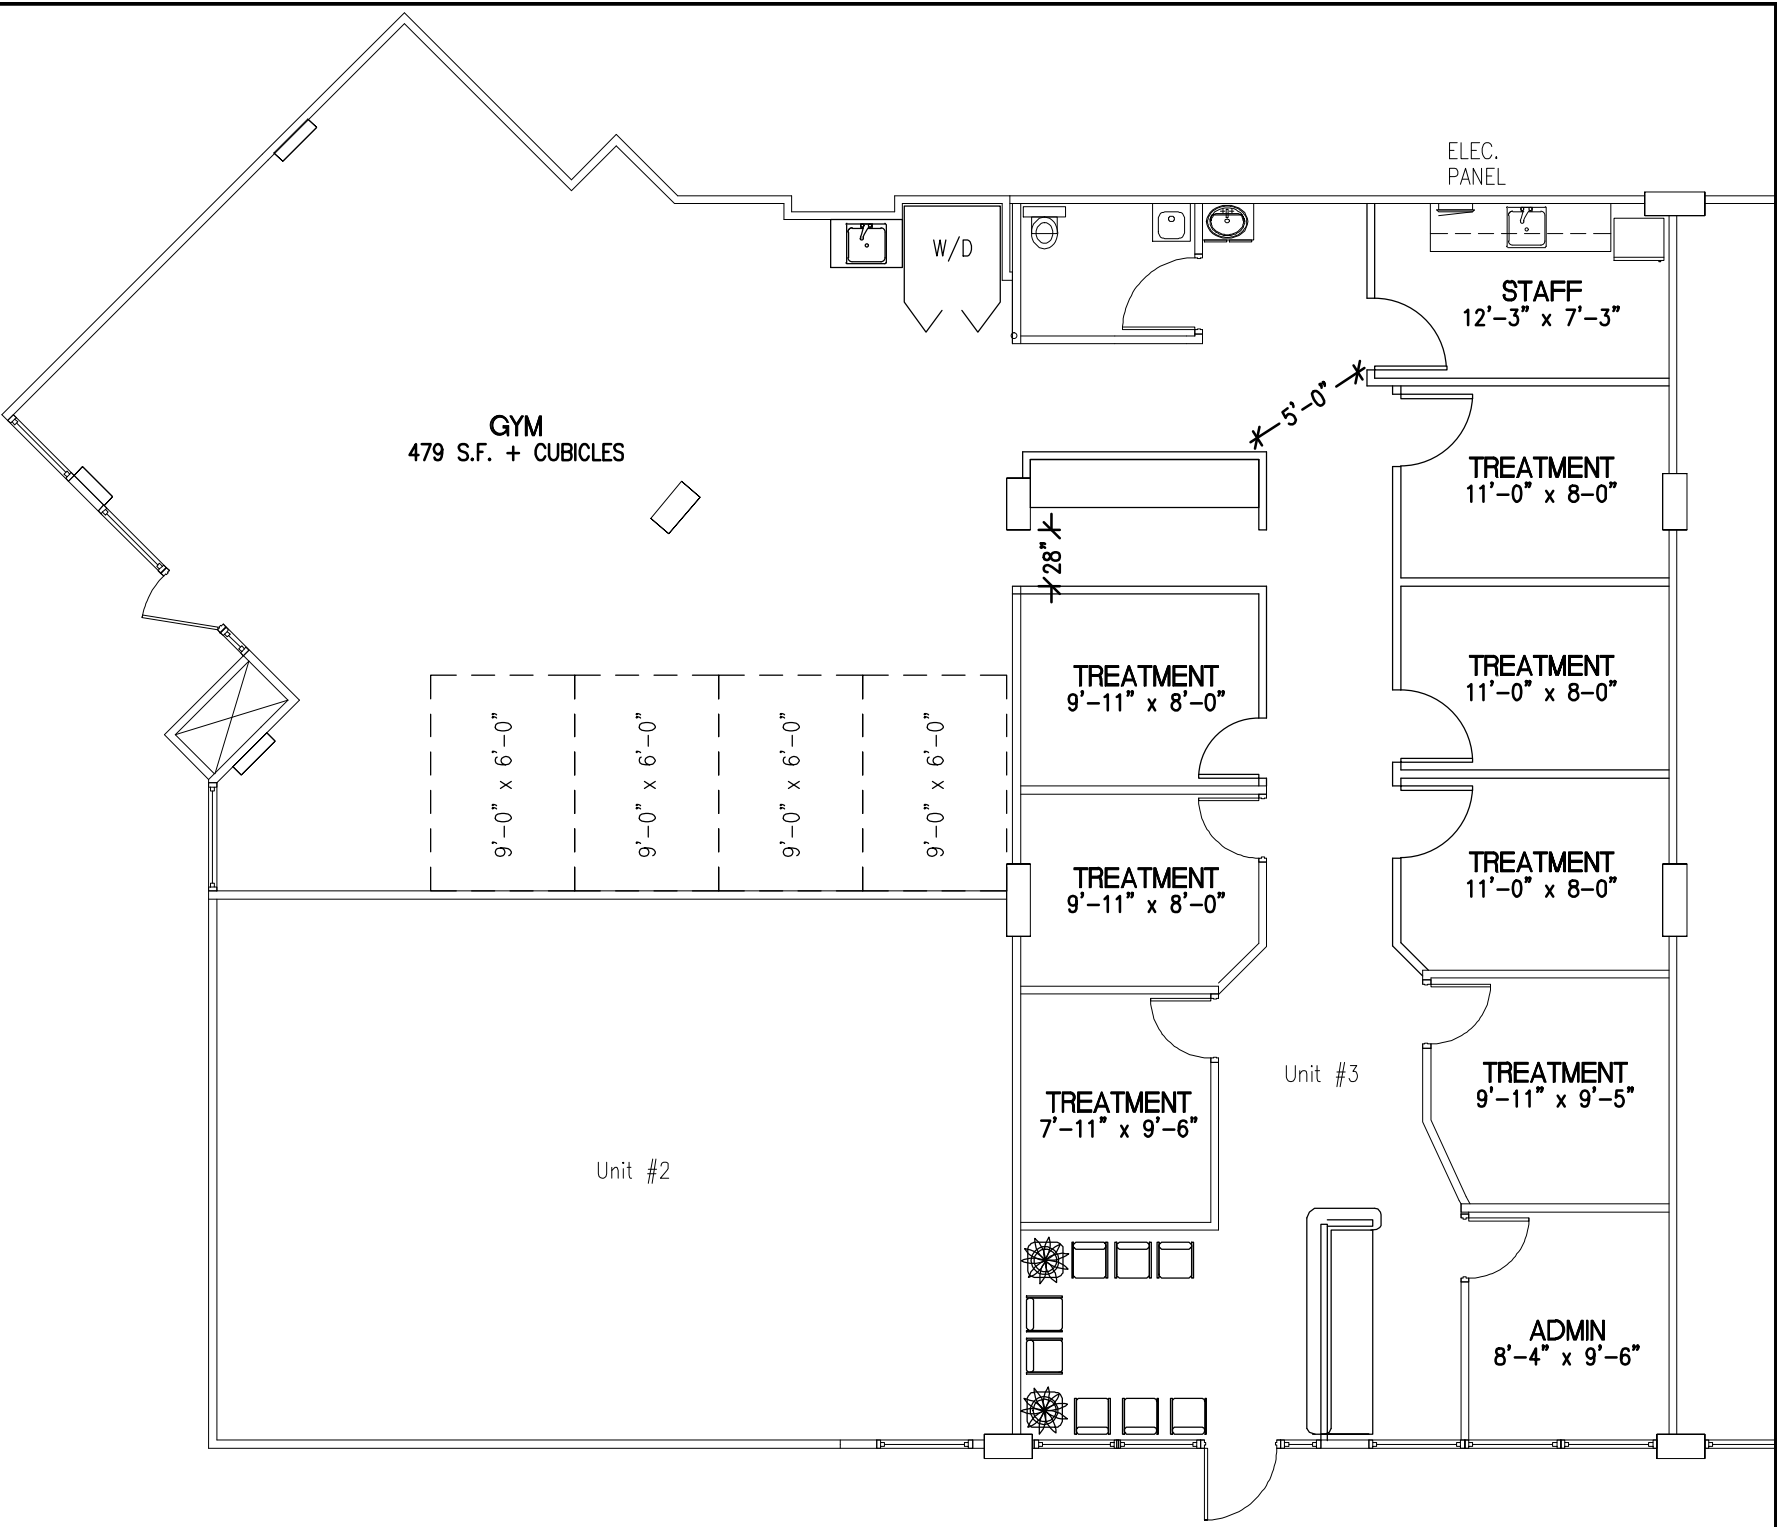 ELEC.
PANEL
W/D
STAFF
12'-3" x 7'-3"
5'-0"
GYM
479 S.F. + CUBICLES
TREATMENT
11'-0" x 8-0"
28"
TREATMENT
9'-11" x 8'-0"
TREATMENT
11'-0" x 8-0"
9'-0" x 6'-0"
9'-0" x 6'-0"
9'-0" x 6'-0"
9'-0" x 6'-0"
TREATMENT
9'-11" x 8'-0"
TREATMENT
11'-0" x 8-0"
Unit #3
TREATMENT
9'-11" x 9'-5"
TREATMENT
7'-11" x 9'-6"
Unit #2
ADMIN
8'-4" x 9'-6"